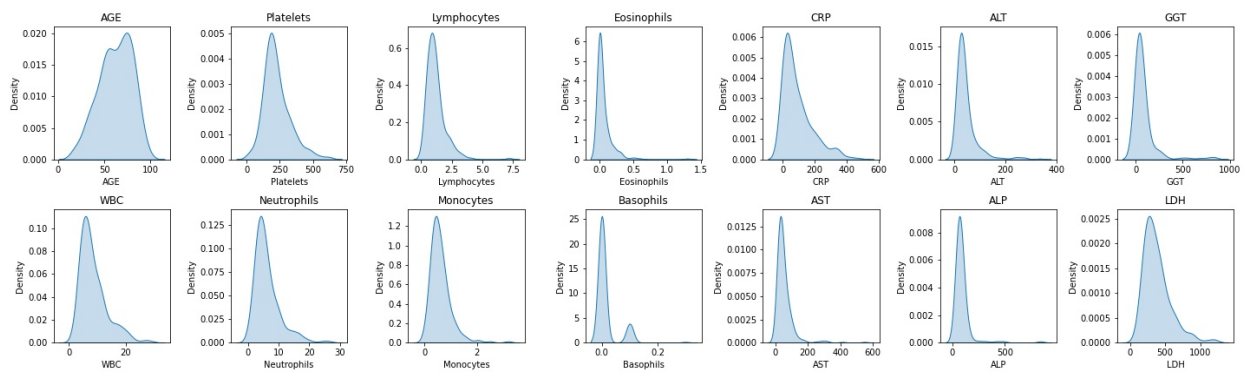 AGE Platelets Lymphocytes Eosinophils CRP ALT GGT
0.020 0.005 0.6 6 0.006 0.015 0.006
0.015 0.004 5 0.005 0.005
0.010 0.003 0.4 4 0.004 0.010 0.004
0.002 3 0.003 0.003
0.005 0.2 2 0.002 0.005 0.002
0.001 1 0.001 0.001
0.000 0.000 0.0 0 0.000 0.000 0.000
Density Density Density Density Density Density Density
0 50 100 0 250 500 750 0.0 2.5 5.0 7.5 0.0 0.5 1.0 1.5 0 200 400 600 0 200 400 0 500 1000
AGE Platelets Lymphocytes Eosinophils CRP ALT GGT
WBC Neutrophils Monocytes Basophils AST ALP LDH
0.10 0.125 1.2 25 0.0125 0.008 0.0025
0.08 0.100 1.0 20 0.0100 0.0020
0.06 0.075 0.8 15 0.0075 0.006 0.0015
0.6 0.004
0.04 0.050 0.4 10 0.0050 0.0010
0.02 0.025 0.2 5 0.0025 0.002 0.0005
0.00 0.000 0.0 0 0.0000 0.000 0.0000
Density Density Density Density Density Density Density
0 20 0 10 20 30 0 2 0.0 0.2 0 200 400 600 0 500 0 500 1000
WBC Neutrophils Monocytes Basophils AST ALP LDH